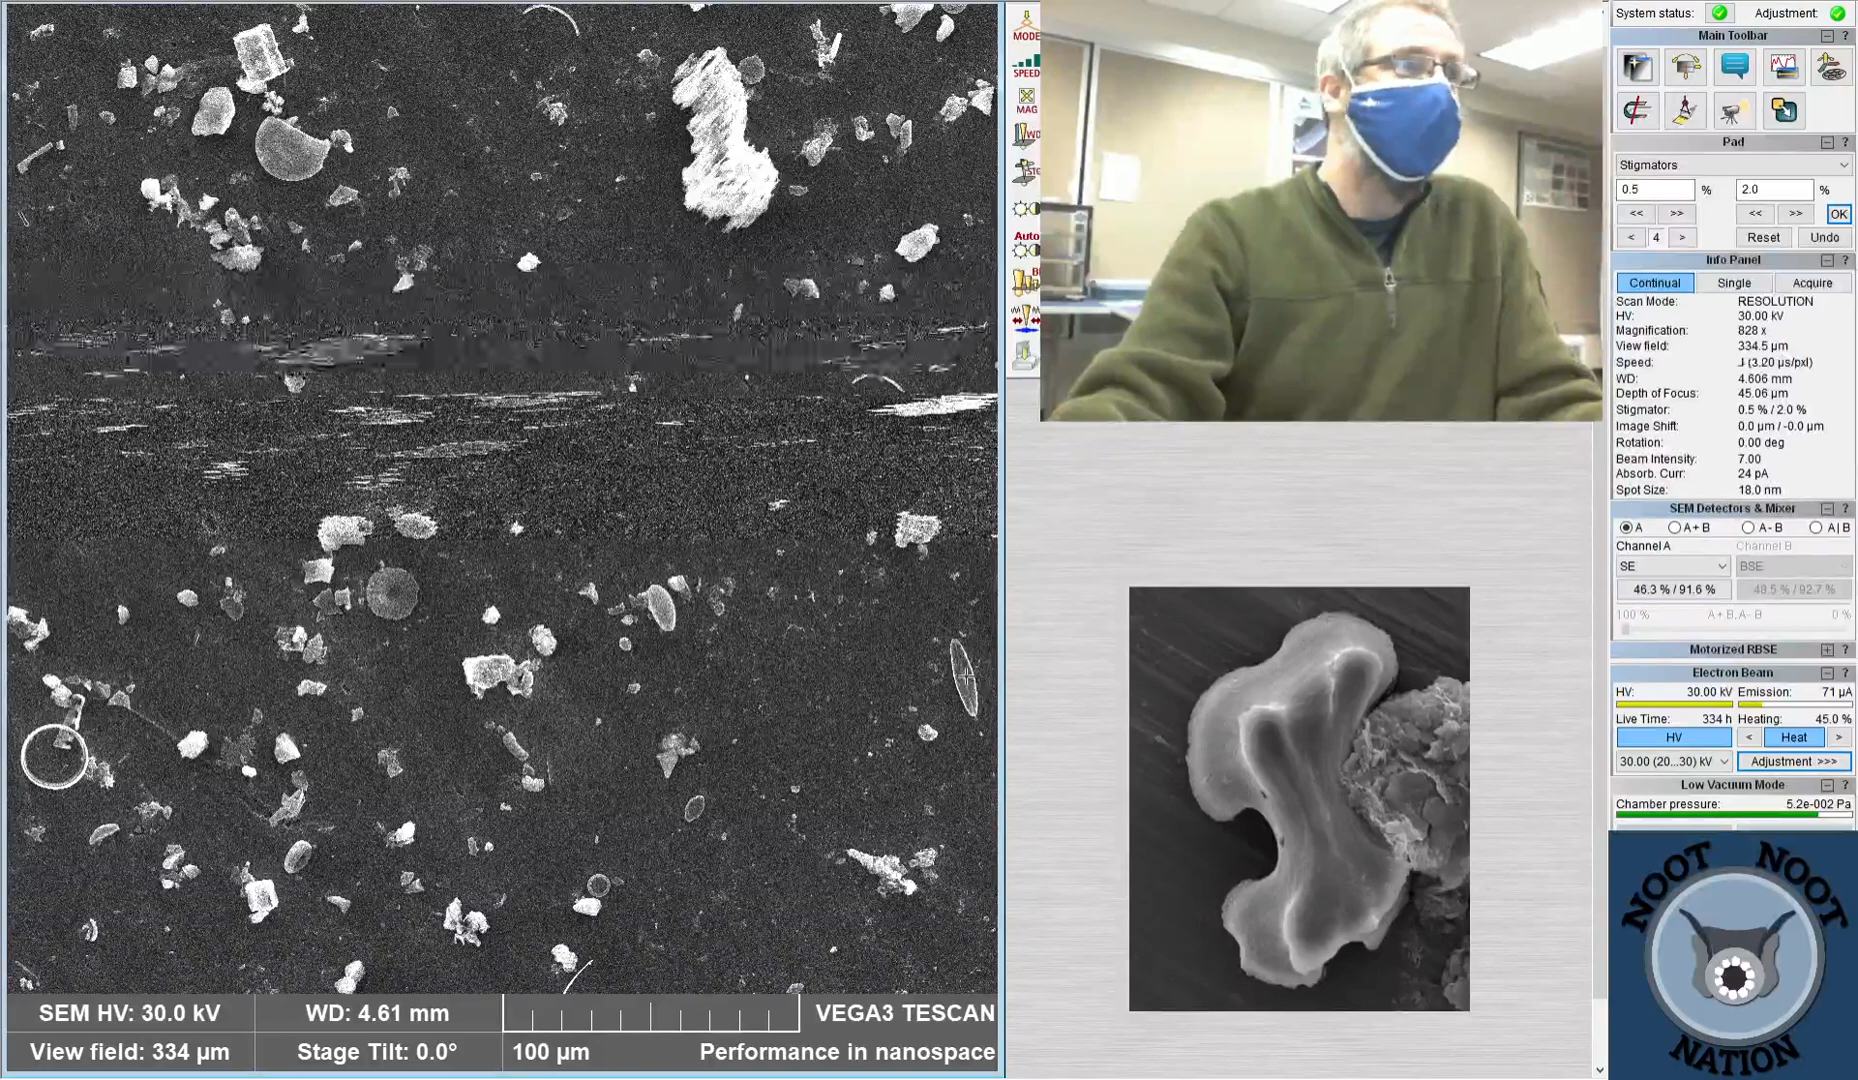 MODE
SPEED
MAG
WD
Auto
System status:
Adjustment:
Main Toolbar
?
Pad
?
Stigmators
0.5
%
2.0
%
<<
>>
<<
>>
OK
<
4
>
Reset
Undo
Info Panel
?
Continual
Single
Acquire
Scan Mode:
RESOLUTION
HV:
30.00 kV
Magnification:
828 x
View field:
334.5 µm
Speed:
(3.20 µs/pxl)
WD:
4.606 mm
Depth of Focus:
45.06 µm
Stigmator:
0.5 % / 2.0 %
Image Shift:
0.0 µm / -0.0 µm
Rotation:
0.00 deg
Beam Intensity:
7.00
Absorb. Curr:
24 pA
Spot Size:
18.0 nm
SEM Detectors & Mixer
?
A
A + B
A - B
A | B
Channel A
Channel B
SE
BSE
46.3 % / 91.6 %
100 %
A + B, A - B
0 %
Motorized RBSE
?
Electron Beam
?
HV:
30.00 kV
Emission:
71 µA
Live Time:
334 h
Heating:
45.0 %
HV
<
Heat
>
30.00 (20...30) kV
Adjustment >>>
Low Vacuum Mode
?
Chamber pressure:
5.2e-002 Pa
NOOT NOOT
NATION
SEM HV: 30.0 kV
WD: 4.61 mm
VEGA3 TESCAN
View field: 334 µm
Stage Tilt: 0.0°
100 µm
Performance in nanospace